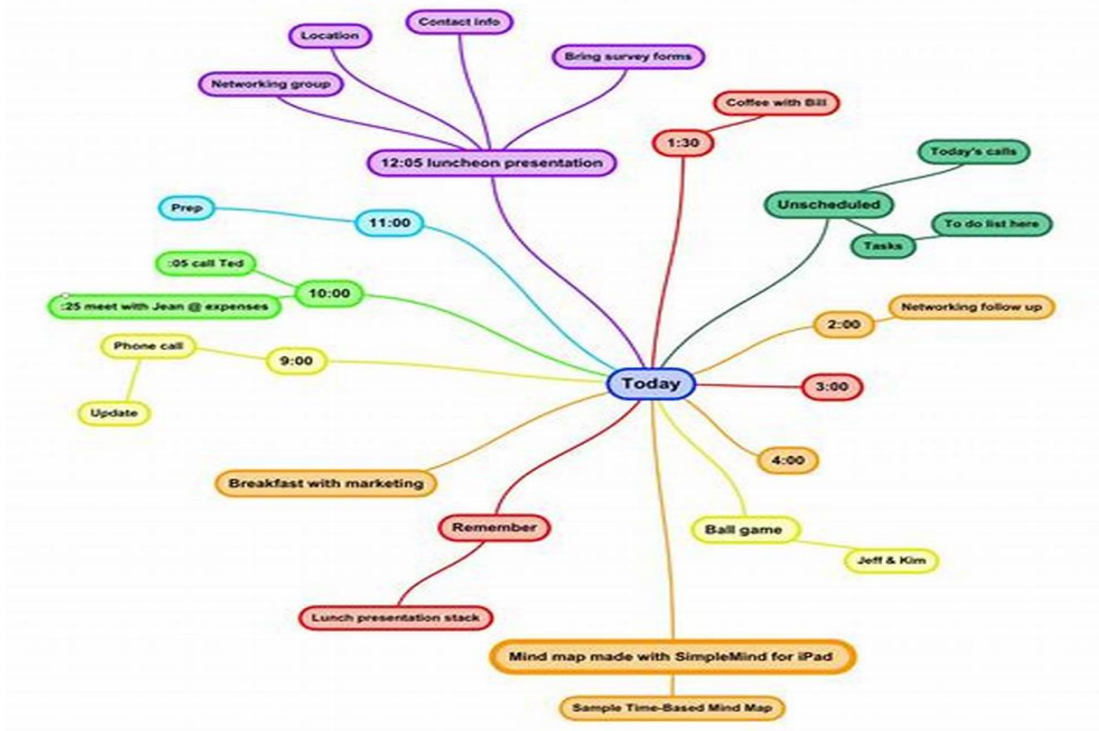 Contact info
Location
Bring survey forms
Networking group
12:05 luncheon presentation
Coffee with Bill
1:30
Today's calls
Unscheduled
To do list here
Tasks
Prep
11:00
:05 call Ted
10:00
:25 meet with Jean @ expenses
Phone call
9:00
Update
Networking follow up
2:00
Today
3:00
4:00
Breakfast with marketing
Remember
Ball game
Jeff & Kim
Lunch presentation stack
Mind map made with SimpleMind for iPad
Sample Time-Based Mind Map